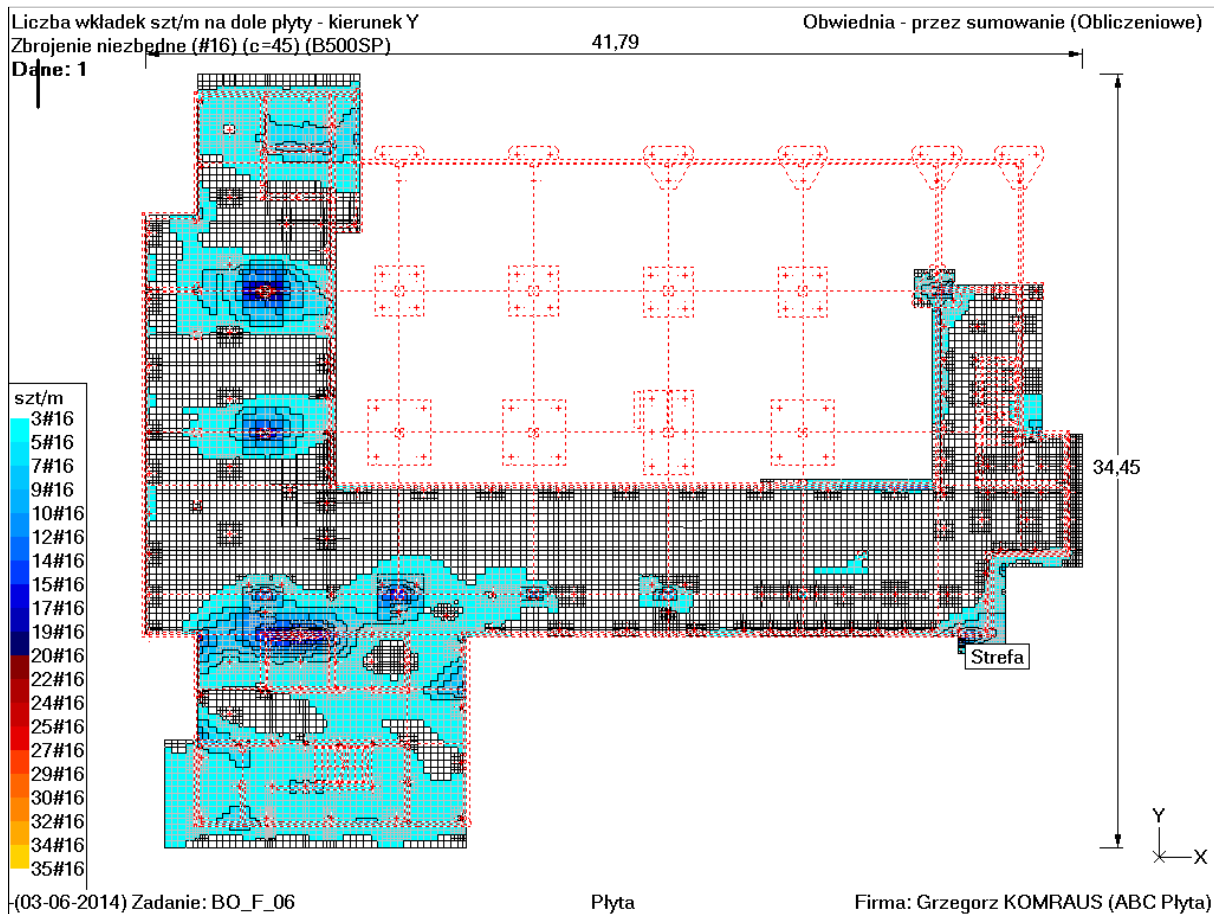 Liczba wkładek szt/m na dole płyty - kierunek Y
Obwiednia - przez sumowanie (Obliczeniowe)
Zbrojenie niezbędne (#16) (c=45) (B500SP)
41,79
Dane: 1
szt/m
3#16
5#16
7#16
9#16
10#16
12#16
14#16
15#16
17#16
19#16
20#16
22#16
24#16
25#16
27#16
29#16
30#16
32#16
34#16
35#16
34,45
Strefa
Y
X
-(03-06-2014) Zadanie: BO_F_06
Płyta
Firma: Grzegorz KOMRAUS (ABC Płyta)